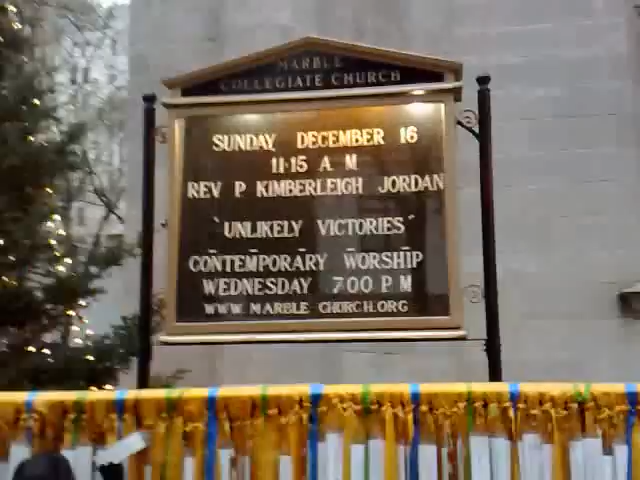 MARBLE
COLLEGIATE CHURCH
SUNDAY, DECEMBER 16
11:15 A M
REV P KIMBERLEIGH JORDAN
"UNLIKELY VICTORIES"
CONTEMPORARY WORSHIP
WEDNESDAY 7:00 P M
WWW. MARBLE CHURCH.ORG